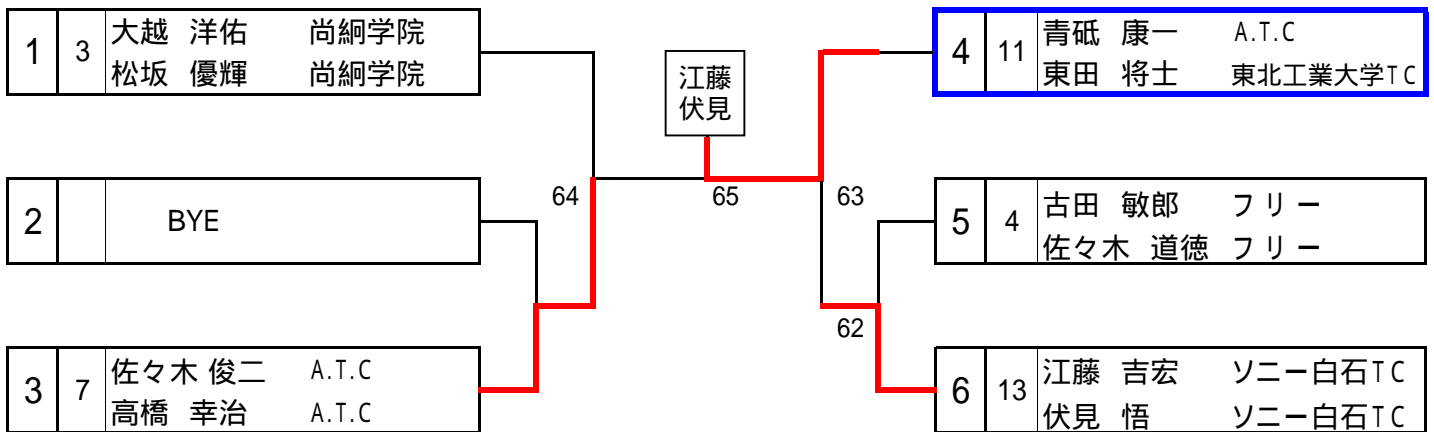 1 3 大越 洋佑 尚絅学院
松坂 優輝 尚絅学院
2 BYE
3 7 佐々木 俊二 A.T.C
高橋 幸治 A.T.C
64
江藤
伏見
65
63
62
4 11 青砥 康一 A.T.C
東田 将士 東北工業大学TC
5 4 古田 敏郎 フリー
佐々木 道徳 フリー
6 13 江藤 吉宏 ソニー白石TC
伏見 悟 ソニー白石TC